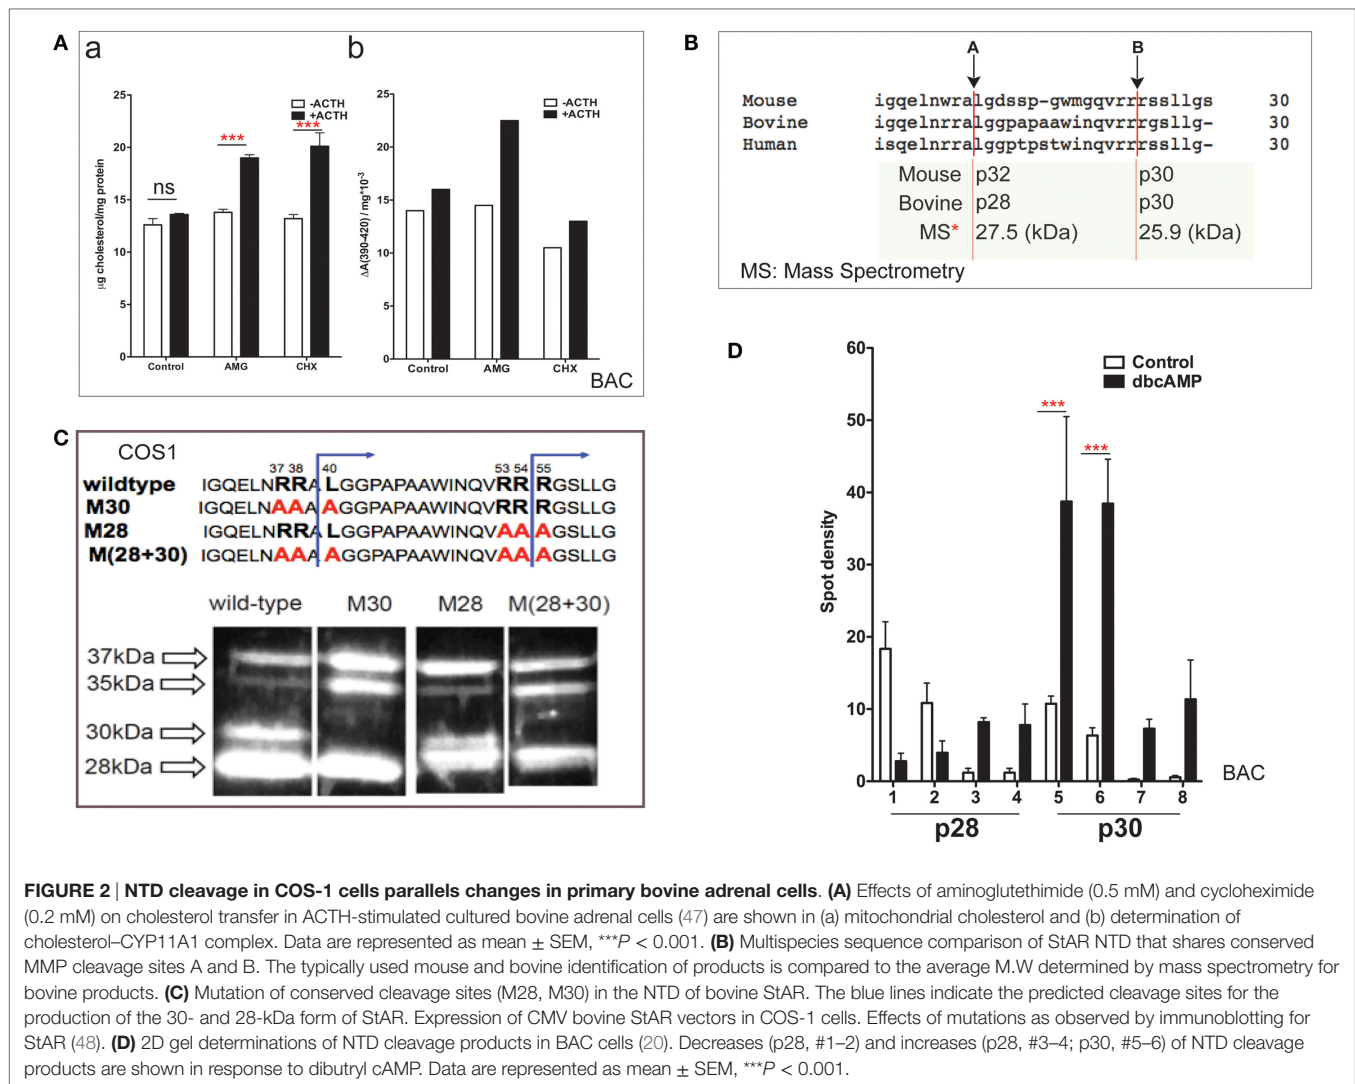 A
a
b
-ACTH
+ACTH
-ACTH
+ACTH
ns
***
***
25
20
15
10
5
0
25
20
15
10
5
0
µg cholesterol/mg protein
ΔA(390-420) / mg*10-3
Control
AMG
CHX
Control
AMG
CHX
BAC
B
A
B
Mouse igqelnwralgdssp-gwmgqvrrrssllgs 30
Bovine igqelnrralggpapaawinqvrrrgsllg- 30
Human isqelnrralggtptpstwinqvrrrgsllg- 30
Mouse p32 p30
Bovine p28 p30
MS* 27.5 (kDa) 25.9 (kDa)
MS: Mass Spectrometry
C
COS1
37 38 40 53 54 55
wildtype IGQELNRRALGGPAPAAWINQVRRRGSLLG
M30 IGQELNAAAAGGPAPAAWINQVRRRGSLLG
M28 IGQELNRRALGGPAPAAWINQVAAAGSLLG
M(28+30) IGQELNAAAAGGPAPAAWINQVAAAGSLLG
wild-type M30 M28 M(28+30)
37kDa
35kDa
30kDa
28kDa
D
Control
dbcAMP
***
***
60
50
40
30
20
10
0
Spot density
1 2 3 4 5 6 7 8
p28 p30
BAC
FIGURE 2 | NTD cleavage in COS-1 cells parallels changes in primary bovine adrenal cells. (A) Effects of aminoglutethimide (0.5 mM) and cycloheximide
(0.2 mM) on cholesterol transfer in ACTH-stimulated cultured bovine adrenal cells (47) are shown in (a) mitochondrial cholesterol and (b) determination of
cholesterol–CYP11A1 complex. Data are represented as mean ± SEM, ***P < 0.001. (B) Multispecies sequence comparison of StAR NTD that shares conserved
MMP cleavage sites A and B. The typically used mouse and bovine identification of products is compared to the average M.W determined by mass spectrometry for
bovine products. (C) Mutation of conserved cleavage sites (M28, M30) in the NTD of bovine StAR. The blue lines indicate the predicted cleavage sites for the
production of the 30- and 28-kDa form of StAR. Expression of CMV bovine StAR vectors in COS-1 cells. Effects of mutations as observed by immunoblotting for
StAR (48). (D) 2D gel determinations of NTD cleavage products in BAC cells (20). Decreases (p28, #1–2) and increases (p28, #3–4; p30, #5–6) of NTD cleavage
products are shown in response to dibutryl cAMP. Data are represented as mean ± SEM, ***P < 0.001.